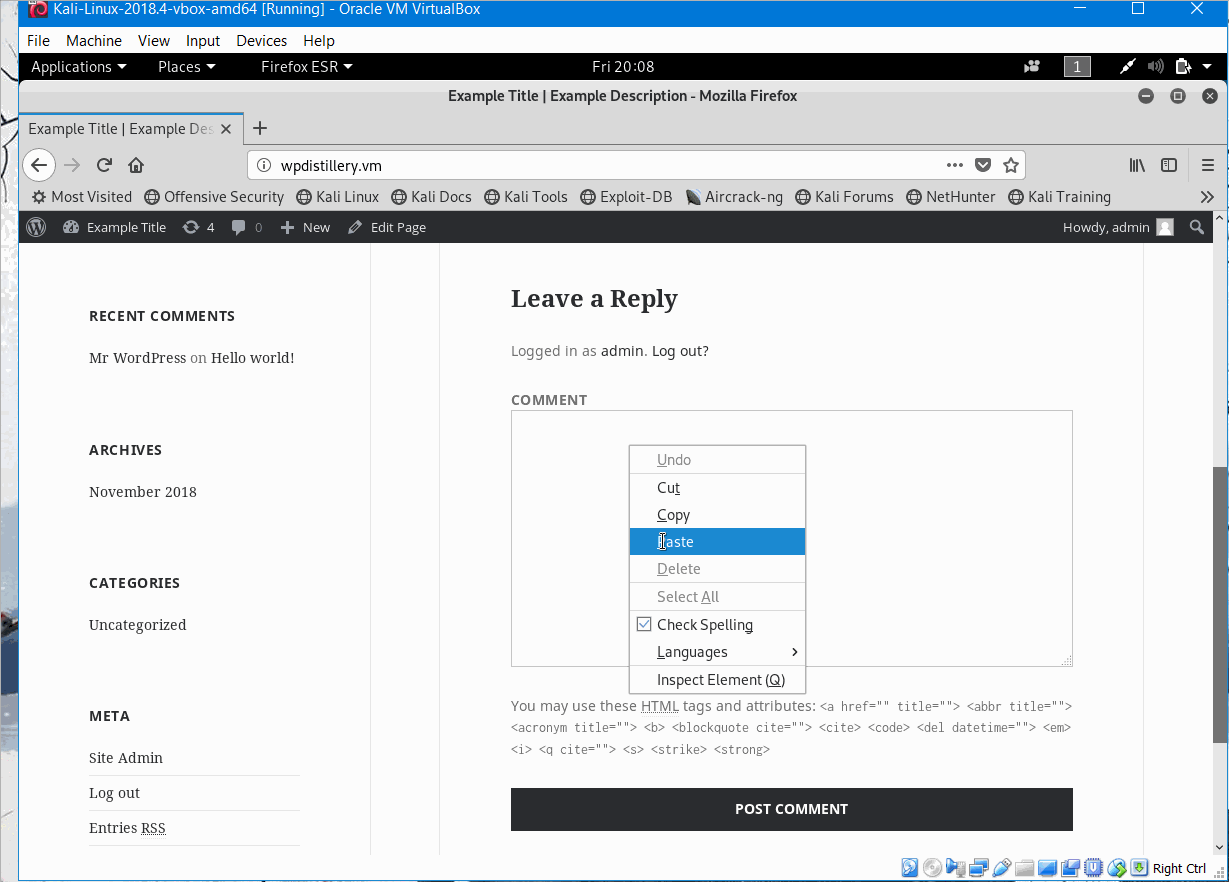 Kali-Linux-2018.4-vbox-amd64 [Running] - Oracle VM VirtualBox
File Machine View Input Devices Help
Applications Places Firefox ESR Fri 20:08 1
Example Title | Example Description - Mozilla Firefox
Example Title | Example Des
wpdistillery.vm
Most Visited Offensive Security Kali Linux Kali Docs Kali Tools Exploit-DB Aircrack-ng Kali Forums NetHunter Kali Training
Example Title 4 0 New Edit Page Howdy, admin
RECENT COMMENTS
Mr WordPress on Hello world!
ARCHIVES
November 2018
CATEGORIES
Uncategorized
META
Site Admin
Log out
Entries RSS
Leave a Reply
Logged in as admin. Log out?
COMMENT
Undo
Cut
Copy
Paste
Delete
Select All
Check Spelling
Languages
Inspect Element (Q)
You may use these HTML tags and attributes: <a href="" title=""> <abbr title="">
<acronym title=""> <b> <blockquote cite=""> <cite> <code> <del datetime=""> <em>
<i> <q cite=""> <s> <strike> <strong>
POST COMMENT
Right Ctrl